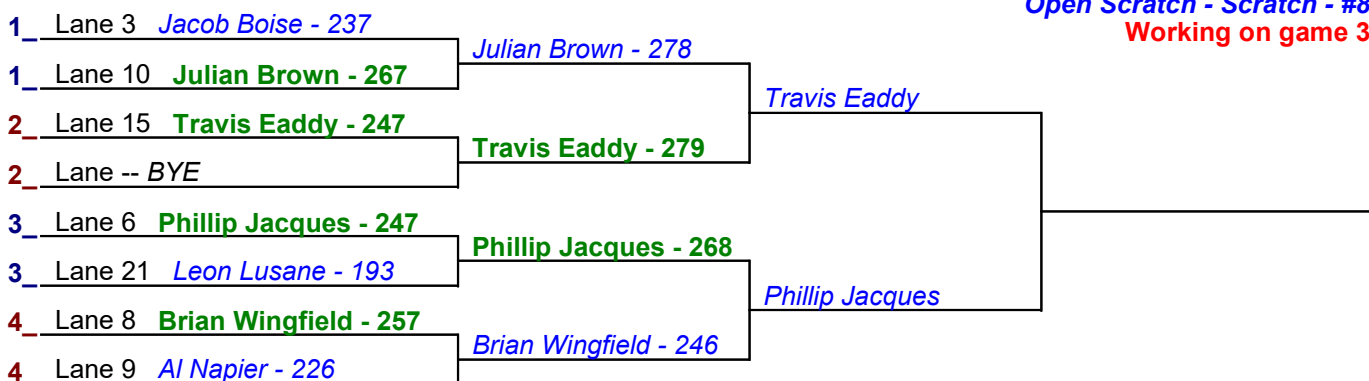 Open Scratch - Scratch - #8
Working on game 3
1_ Lane 3 Jacob Boise - 237
Julian Brown - 278
1_ Lane 10 Julian Brown - 267
Travis Eaddy
2_ Lane 15 Travis Eaddy - 247
Travis Eaddy - 279
2_ Lane -- BYE
3_ Lane 6 Phillip Jacques - 247
Phillip Jacques - 268
3_ Lane 21 Leon Lusane - 193
Phillip Jacques
4_ Lane 8 Brian Wingfield - 257
Brian Wingfield - 246
4 Lane 9 Al Napier - 226